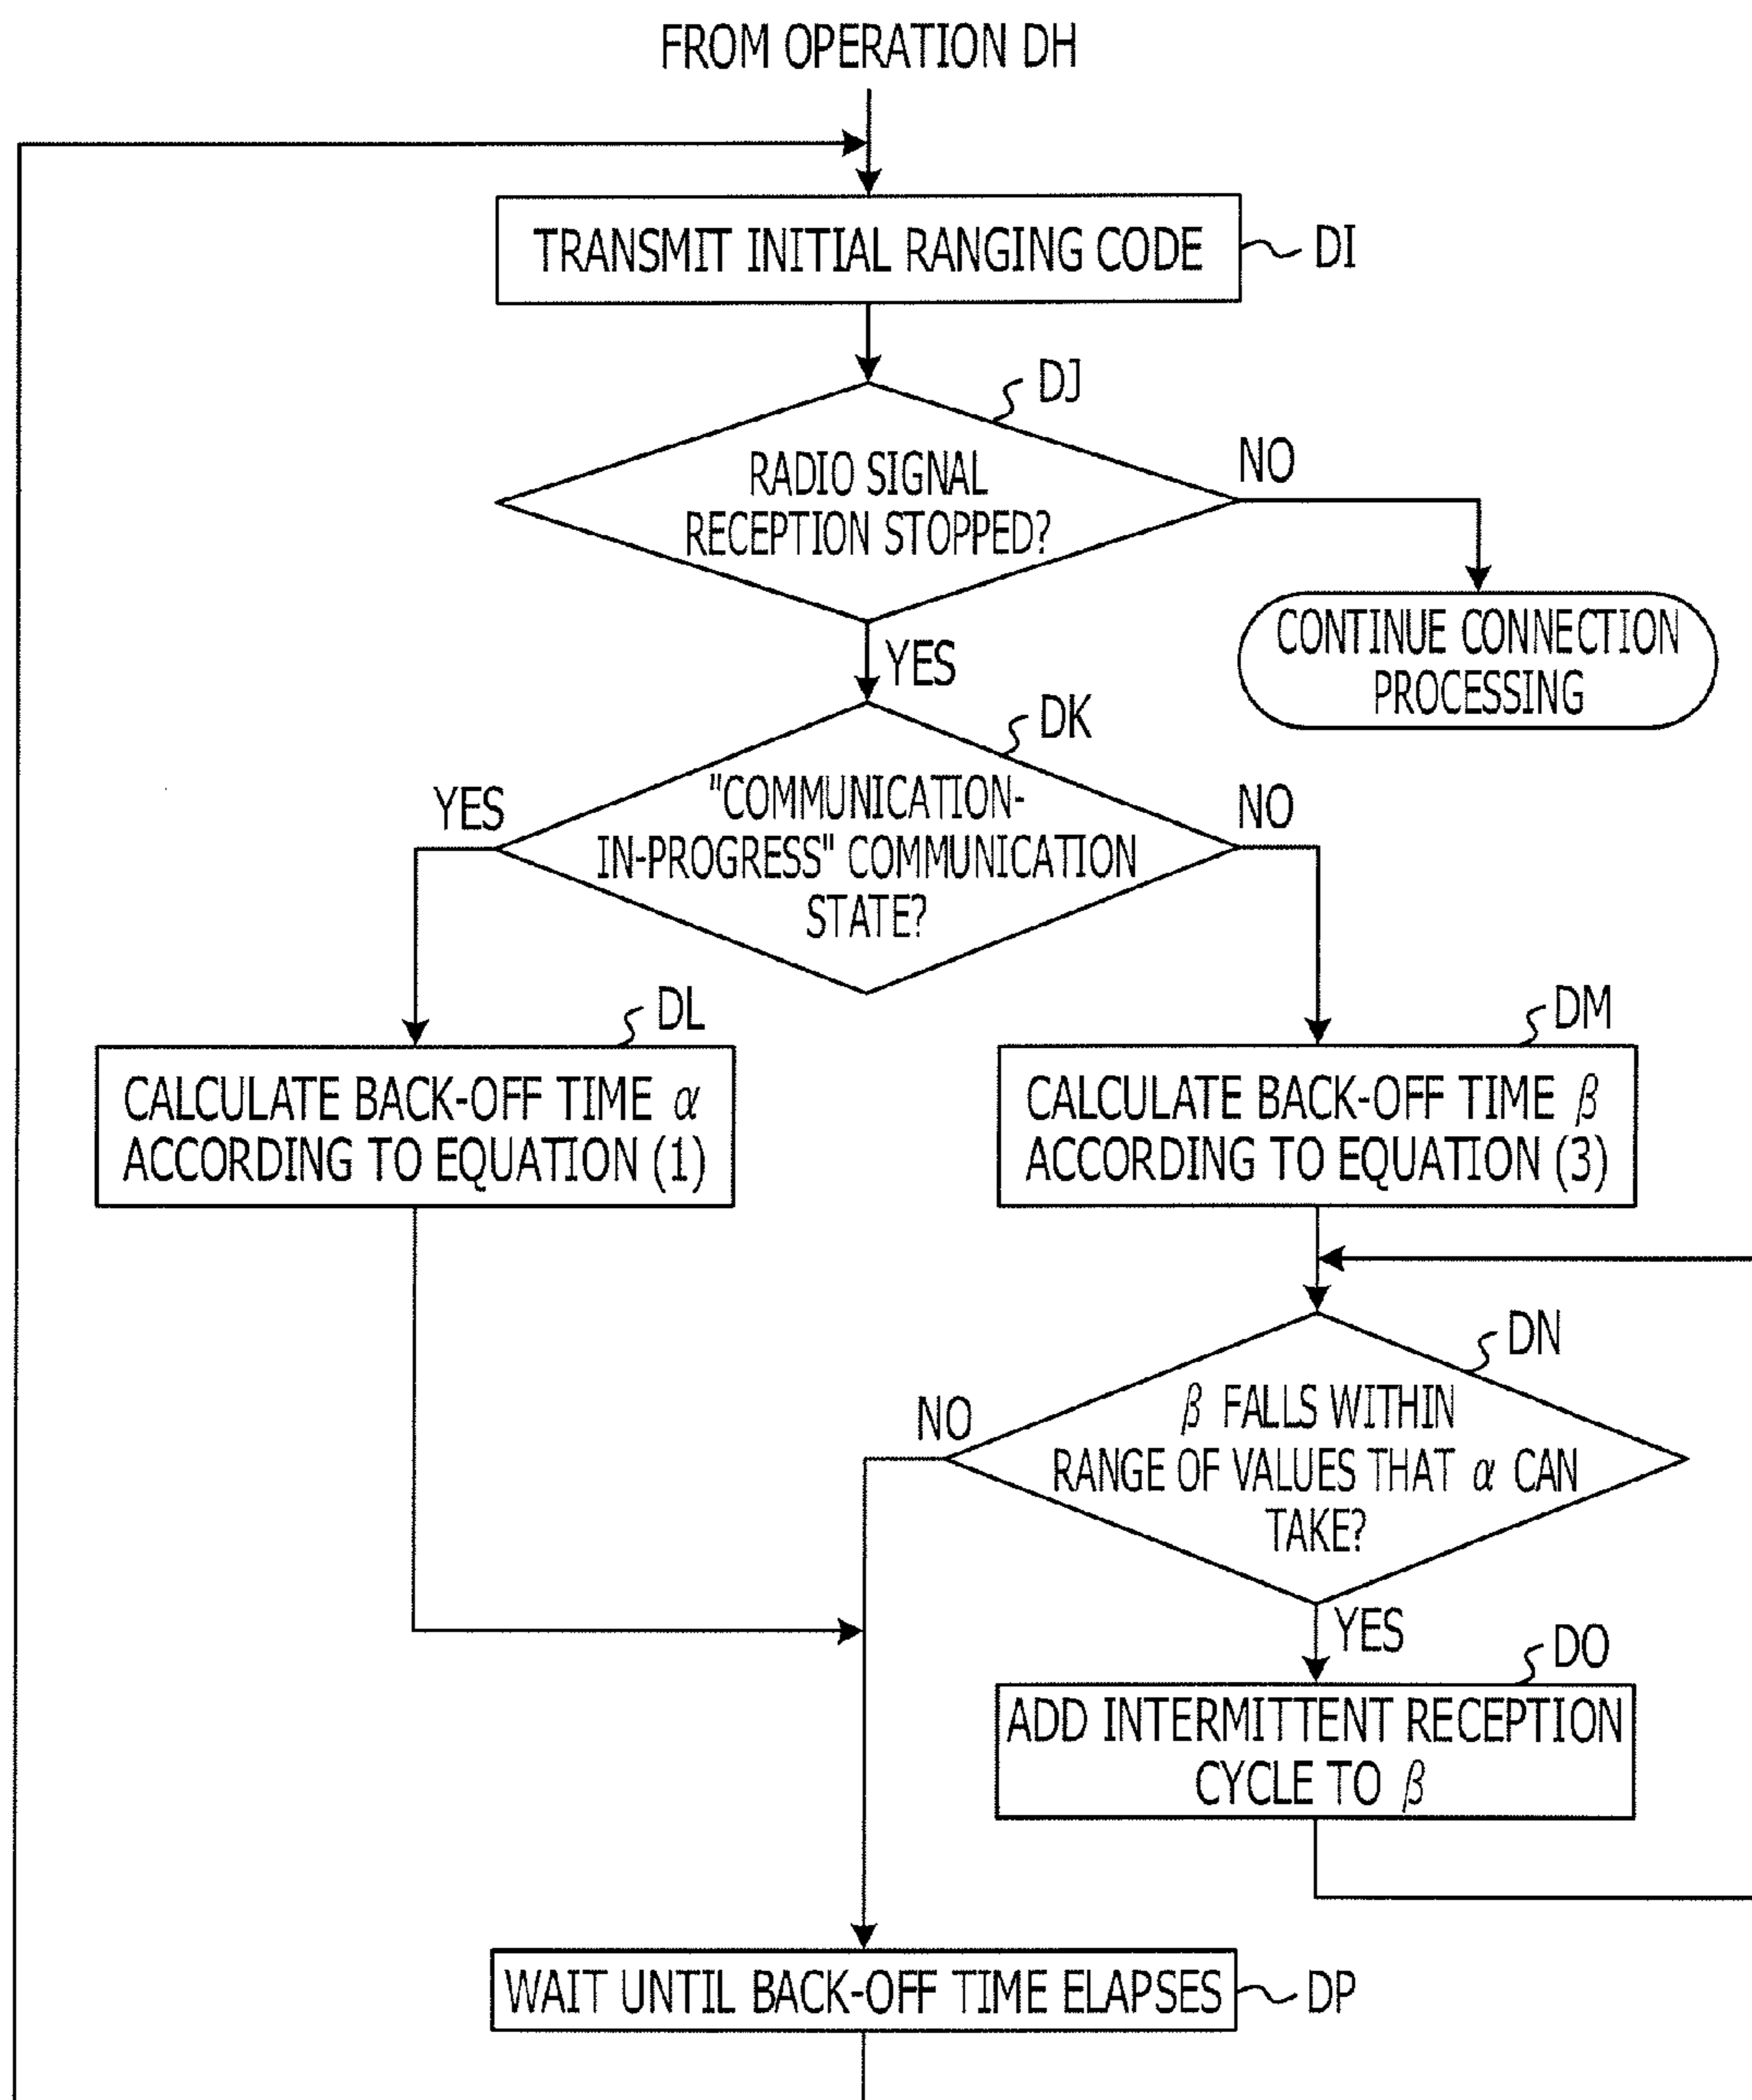 FROM OPERATION DH
TRANSMIT INITIAL RANGING CODE
DI
DJ
RADIO SIGNAL
RECEPTION STOPPED?
NO
CONTINUE CONNECTION
PROCESSING
YES
DK
"COMMUNICATION-
IN-PROGRESS" COMMUNICATION
STATE?
YES
NO
DL
CALCULATE BACK-OFF TIME α
ACCORDING TO EQUATION (1)
DM
CALCULATE BACK-OFF TIME β
ACCORDING TO EQUATION (3)
DN
β FALLS WITHIN
RANGE OF VALUES THAT α CAN
TAKE?
NO
YES
DO
ADD INTERMITTENT RECEPTION
CYCLE TO β
WAIT UNTIL BACK-OFF TIME ELAPSES
DP